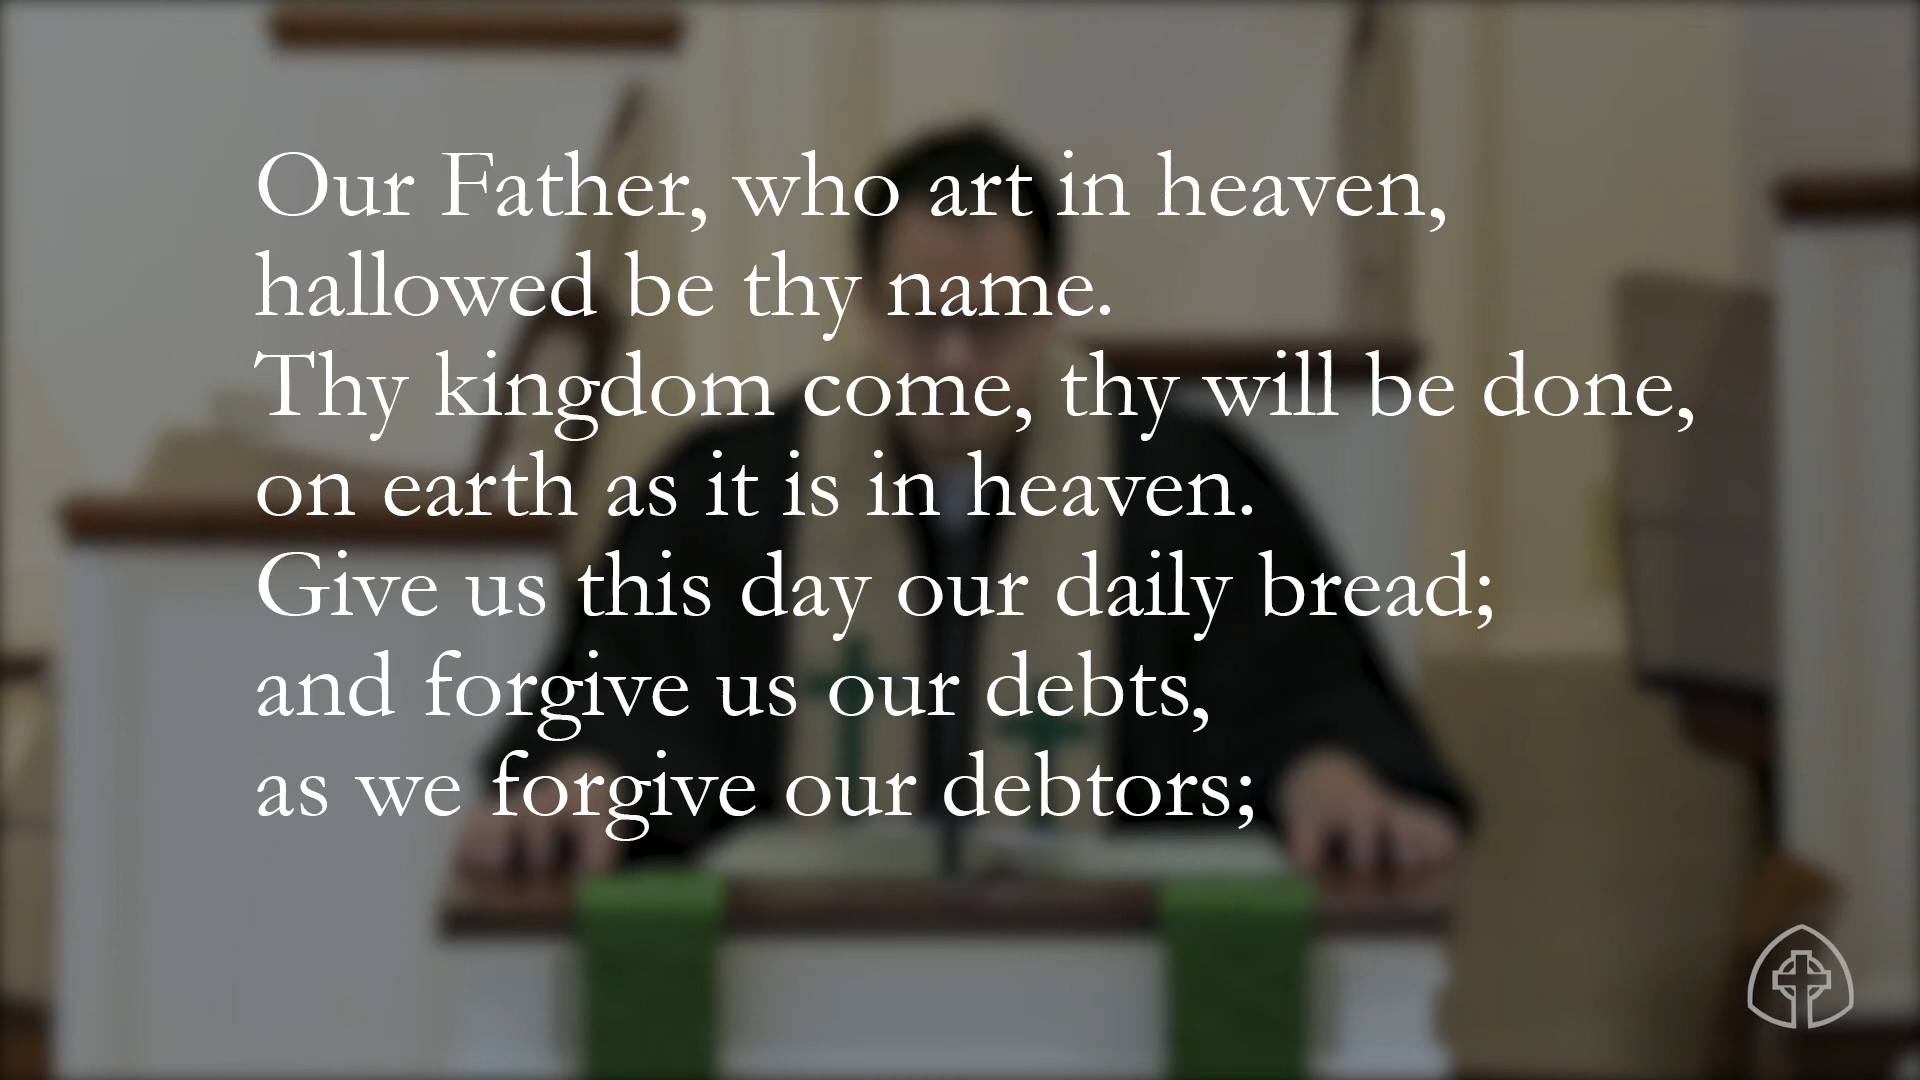 Our Father, who art in heaven,
hallowed be thy name.
Thy kingdom come, thy will be done,
on earth as it is in heaven.
Give us this day our daily bread;
and forgive us our debts,
as we forgive our debtors;